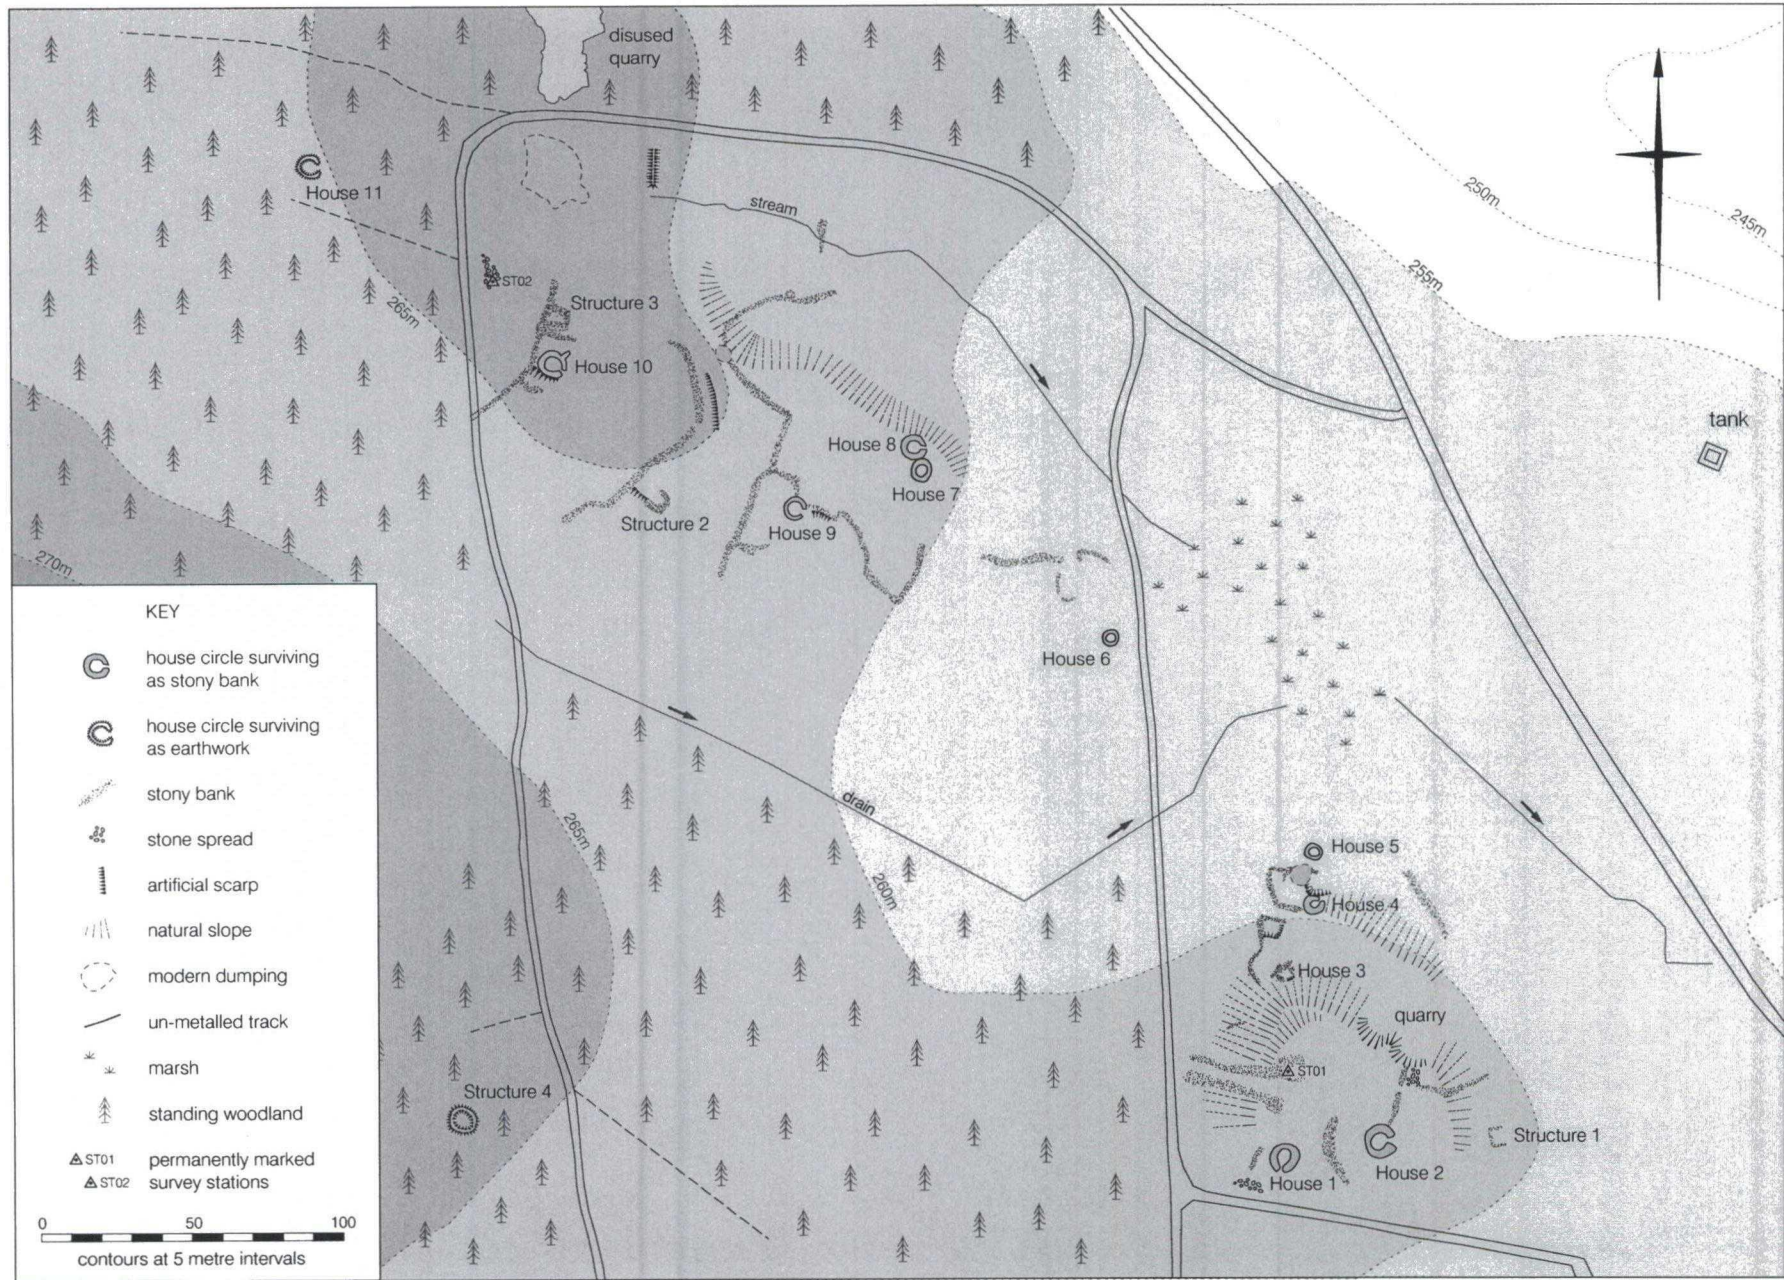 disused
quarry
House 11
stream
250m
245m
255m
265m
ST02
Structure 3
House 10
tank
House 8
House 7
Structure 2
House 9
270m
House 6
KEY
house circle surviving
as stony bank
house circle surviving
as earthwork
stony bank
stone spread
artificial scarp
natural slope
modern dumping
un-metalled track
marsh
standing woodland
ST01 permanently marked
ST02 survey stations
0 50 100
contours at 5 metre intervals
drain
265m
260m
House 5
House 4
House 3
quarry
ST01
Structure 4
Structure 1
House 2
House 1